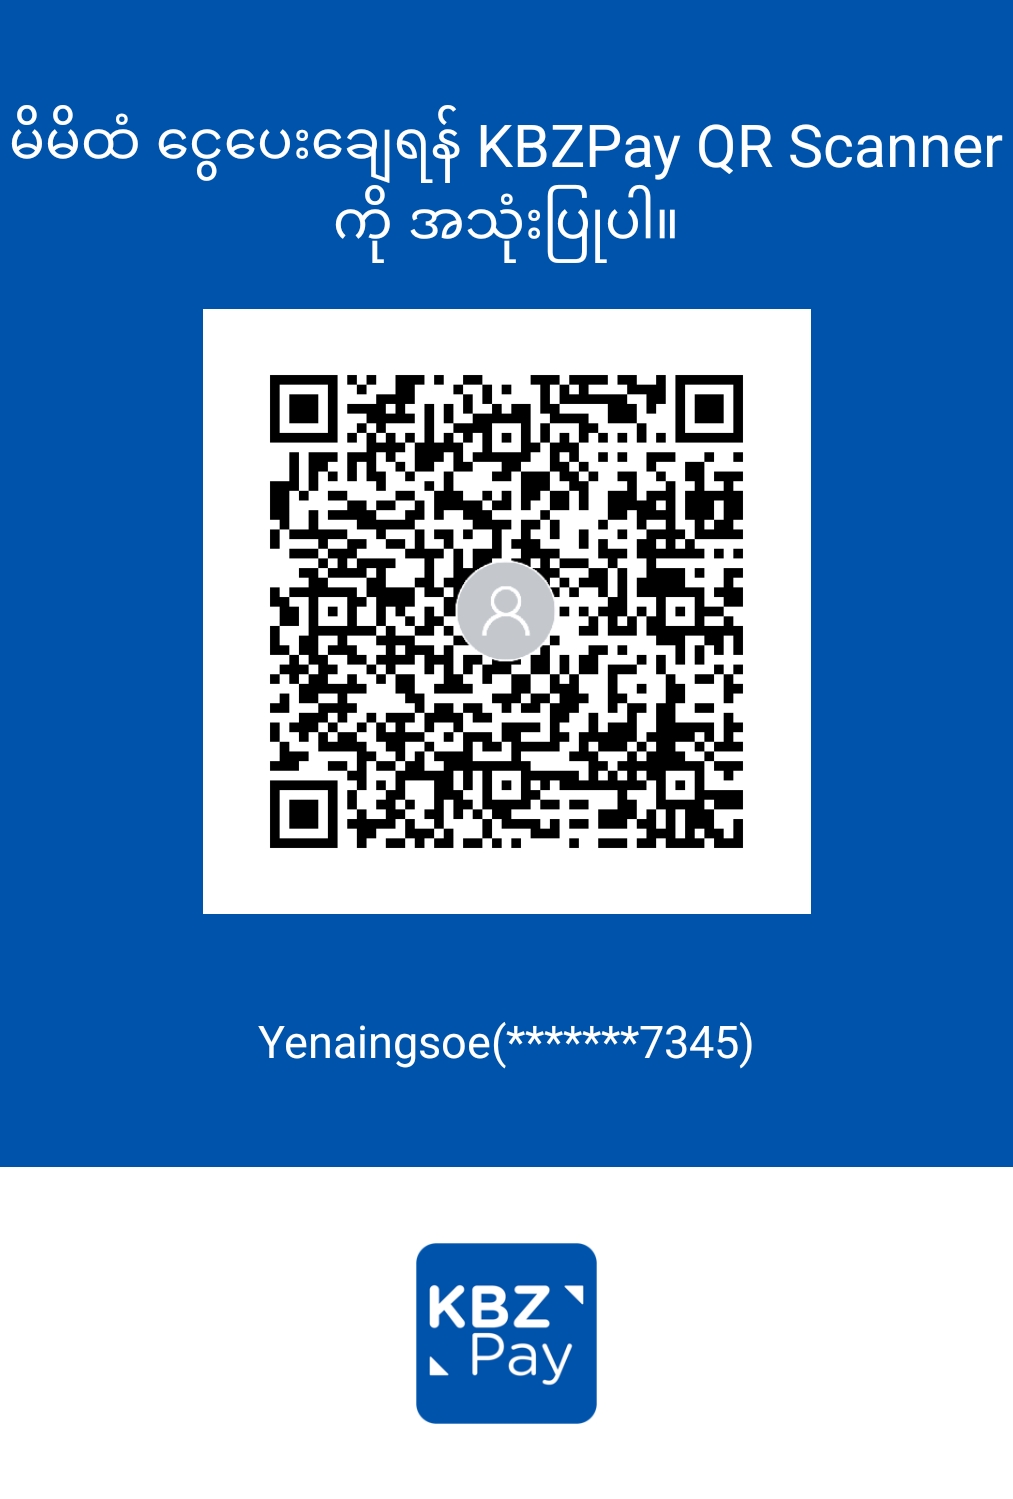 မိမိထံ ငွေပေးချေရန် KBZPay QR Scanner
ကို အသုံးပြုပါ။
Yenaingsoe(*******7345)
KBZ
Pay